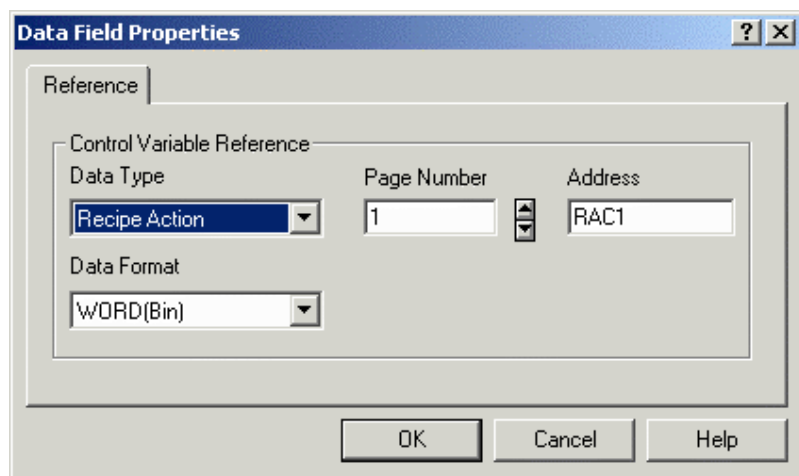 Data Field Properties
Reference
Control Variable Reference
Data Type Page Number Address
Recipe Action 1 RAC1
Data Format
WORD(Bin)
OK Cancel Help